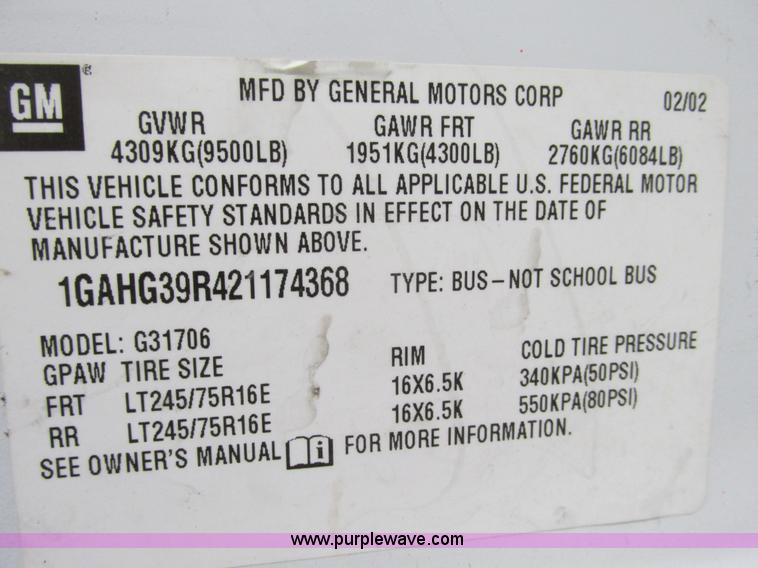 GM®
MFD BY GENERAL MOTORS CORP 02/02
GVWR GAWR FRT GAWR RR
4309KG(9500LB) 1951KG(4300LB) 2760KG(6084LB)
THIS VEHICLE CONFORMS TO ALL APPLICABLE U.S. FEDERAL MOTOR
VEHICLE SAFETY STANDARDS IN EFFECT ON THE DATE OF
MANUFACTURE SHOWN ABOVE.
1GAHG39R421174368 TYPE: BUS–NOT SCHOOL BUS
MODEL: G31706
GPAW TIRE SIZE RIM COLD TIRE PRESSURE
FRT LT245/75R16E 16X6.5K 340KPA(50PSI)
RR LT245/75R16E 16X6.5K 550KPA(80PSI)
SEE OWNER'S MANUAL i FOR MORE INFORMATION.
www.purplewave.com